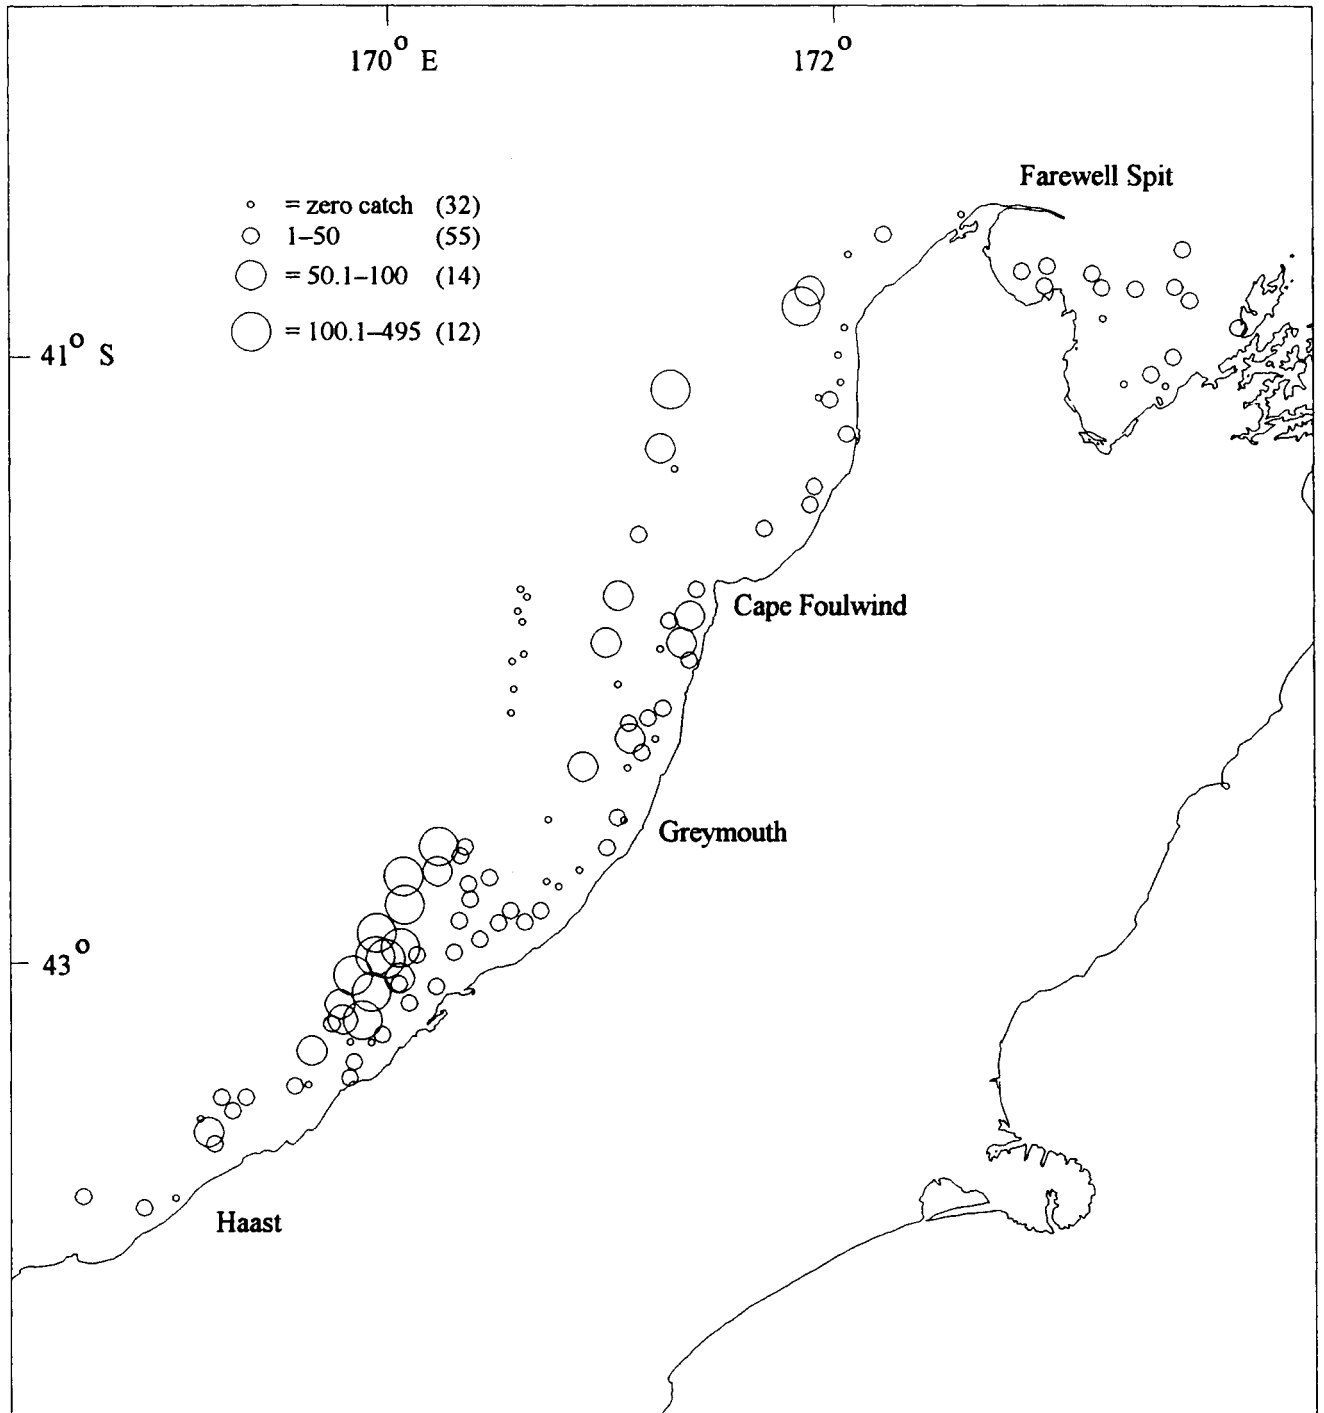 170° E
172°
Farewell Spit
= zero catch (32)
1–50 (55)
= 50.1–100 (14)
= 100.1–495 (12)
41° S
Cape Foulwind
Greymouth
43°
Haast